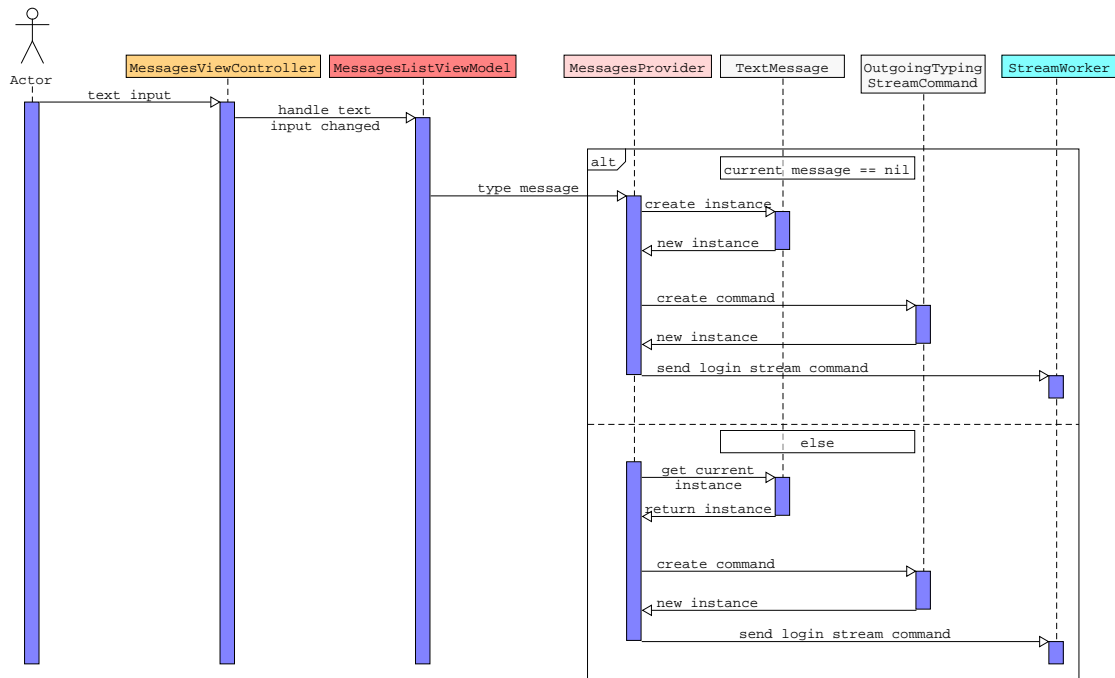 Actor
MessagesViewController
MessagesListViewModel
MessagesProvider
TextMessage
OutgoingTyping
StreamCommand
StreamWorker
text input
handle text
input changed
alt
current message == nil
type message
create instance
new instance
create command
new instance
send login stream command
else
get current
instance
return instance
create command
new instance
send login stream command